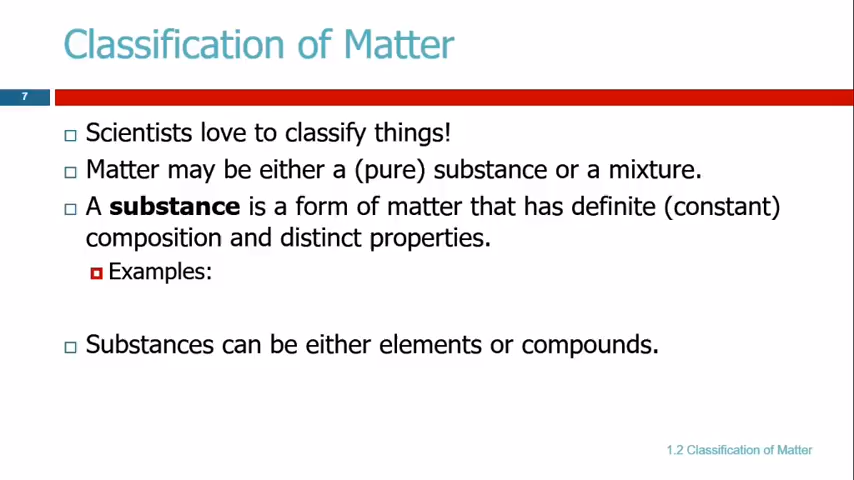 Classification of Matter
7
Scientists love to classify things!
Matter may be either a (pure) substance or a mixture.
A substance is a form of matter that has definite (constant)
composition and distinct properties.
Examples:
Substances can be either elements or compounds.
1.2 Classification of Matter